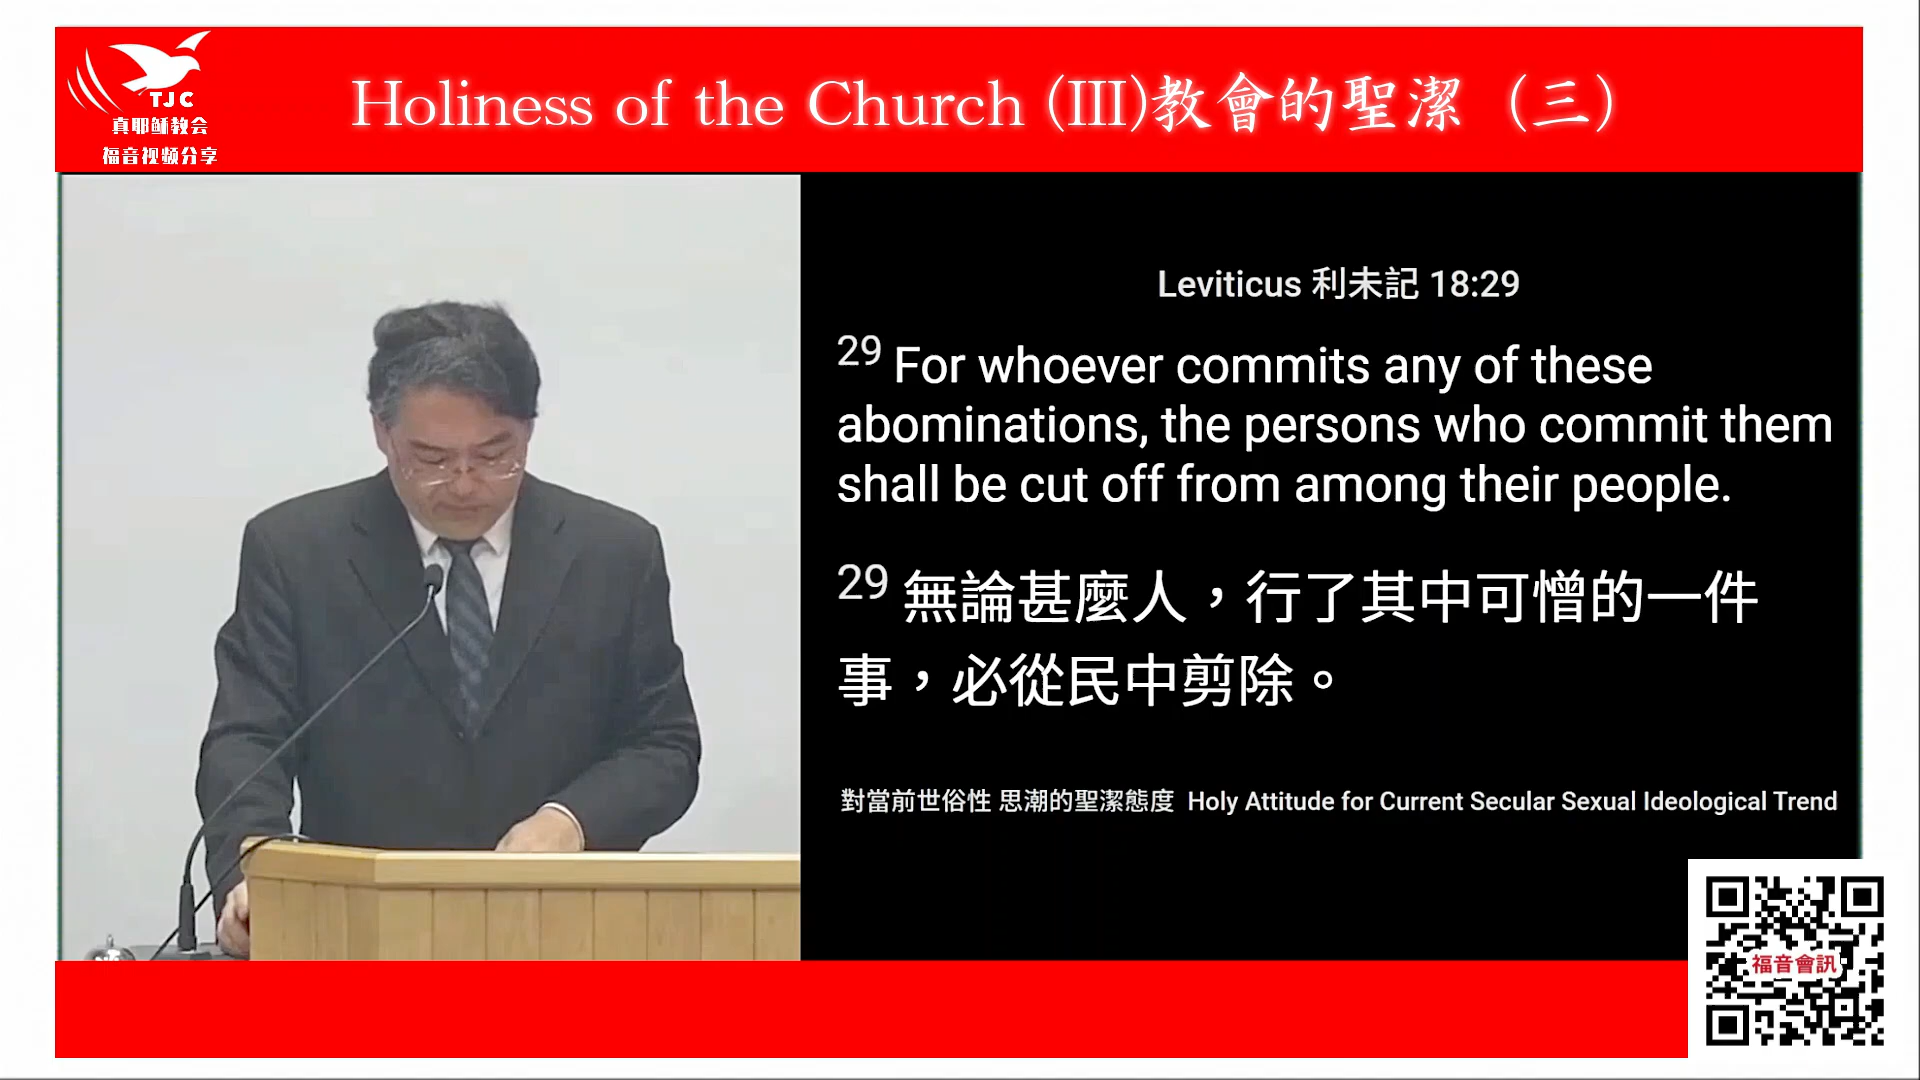 TJC
真耶稣教会
福音视频分享
Holiness of the Church (III)教會的聖潔（三）
Leviticus 利未記 18:29
29 For whoever commits any of these
abominations, the persons who commit them
shall be cut off from among their people.
29 無論甚麼人，行了其中可憎的一件
事，必從民中剪除。
對當前世俗性 思潮的聖潔態度 Holy Attitude for Current Secular Sexual Ideological Trend
福音會訊